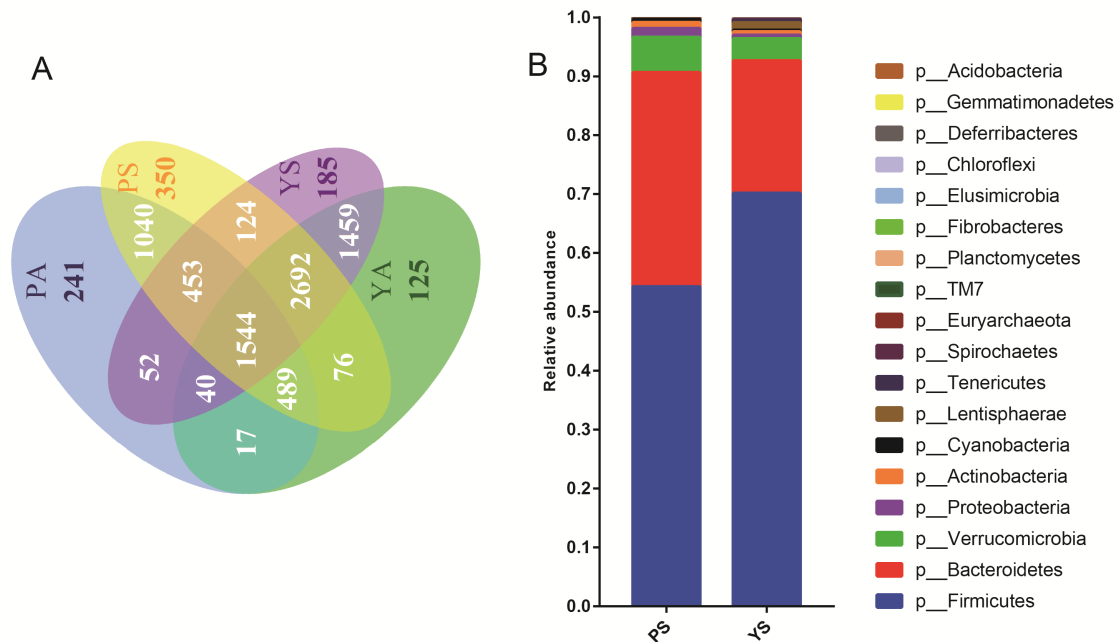 A
PA
241
PS
350
YS
185
YA
125
1040
124
1459
453
2692
1544
52
40
489
76
17
B
Relative abundance
1.0
0.9
0.8
0.7
0.6
0.5
0.4
0.3
0.2
0.1
0.0
PS
YS
p__Acidobacteria
p__Gemmatimonadetes
p__Deferribacteres
p__Chloroflexi
p__Elusimicrobia
p__Fibrobacteres
p__Planctomycetes
p__TM7
p__Euryarchaeota
p__Spirochaetes
p__Tenericutes
p__Lentisphaerae
p__Cyanobacteria
p__Actinobacteria
p__Proteobacteria
p__Verrucomicrobia
p__Bacteroidetes
p__Firmicutes